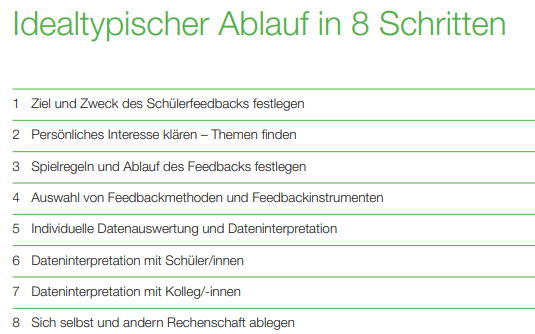 Idealtypischer Ablauf in 8 Schritten
1 Ziel und Zweck des Schülerfeedbacks festlegen
2 Persönliches Interesse klären – Themen finden
3 Spielregeln und Ablauf des Feedbacks festlegen
4 Auswahl von Feedbackmethoden und Feedbackinstrumenten
5 Individuelle Datenauswertung und Dateninterpretation
6 Dateninterpretation mit Schüler/innen
7 Dateninterpretation mit Kolleg/-innen
8 Sich selbst und andern Rechenschaft ablegen